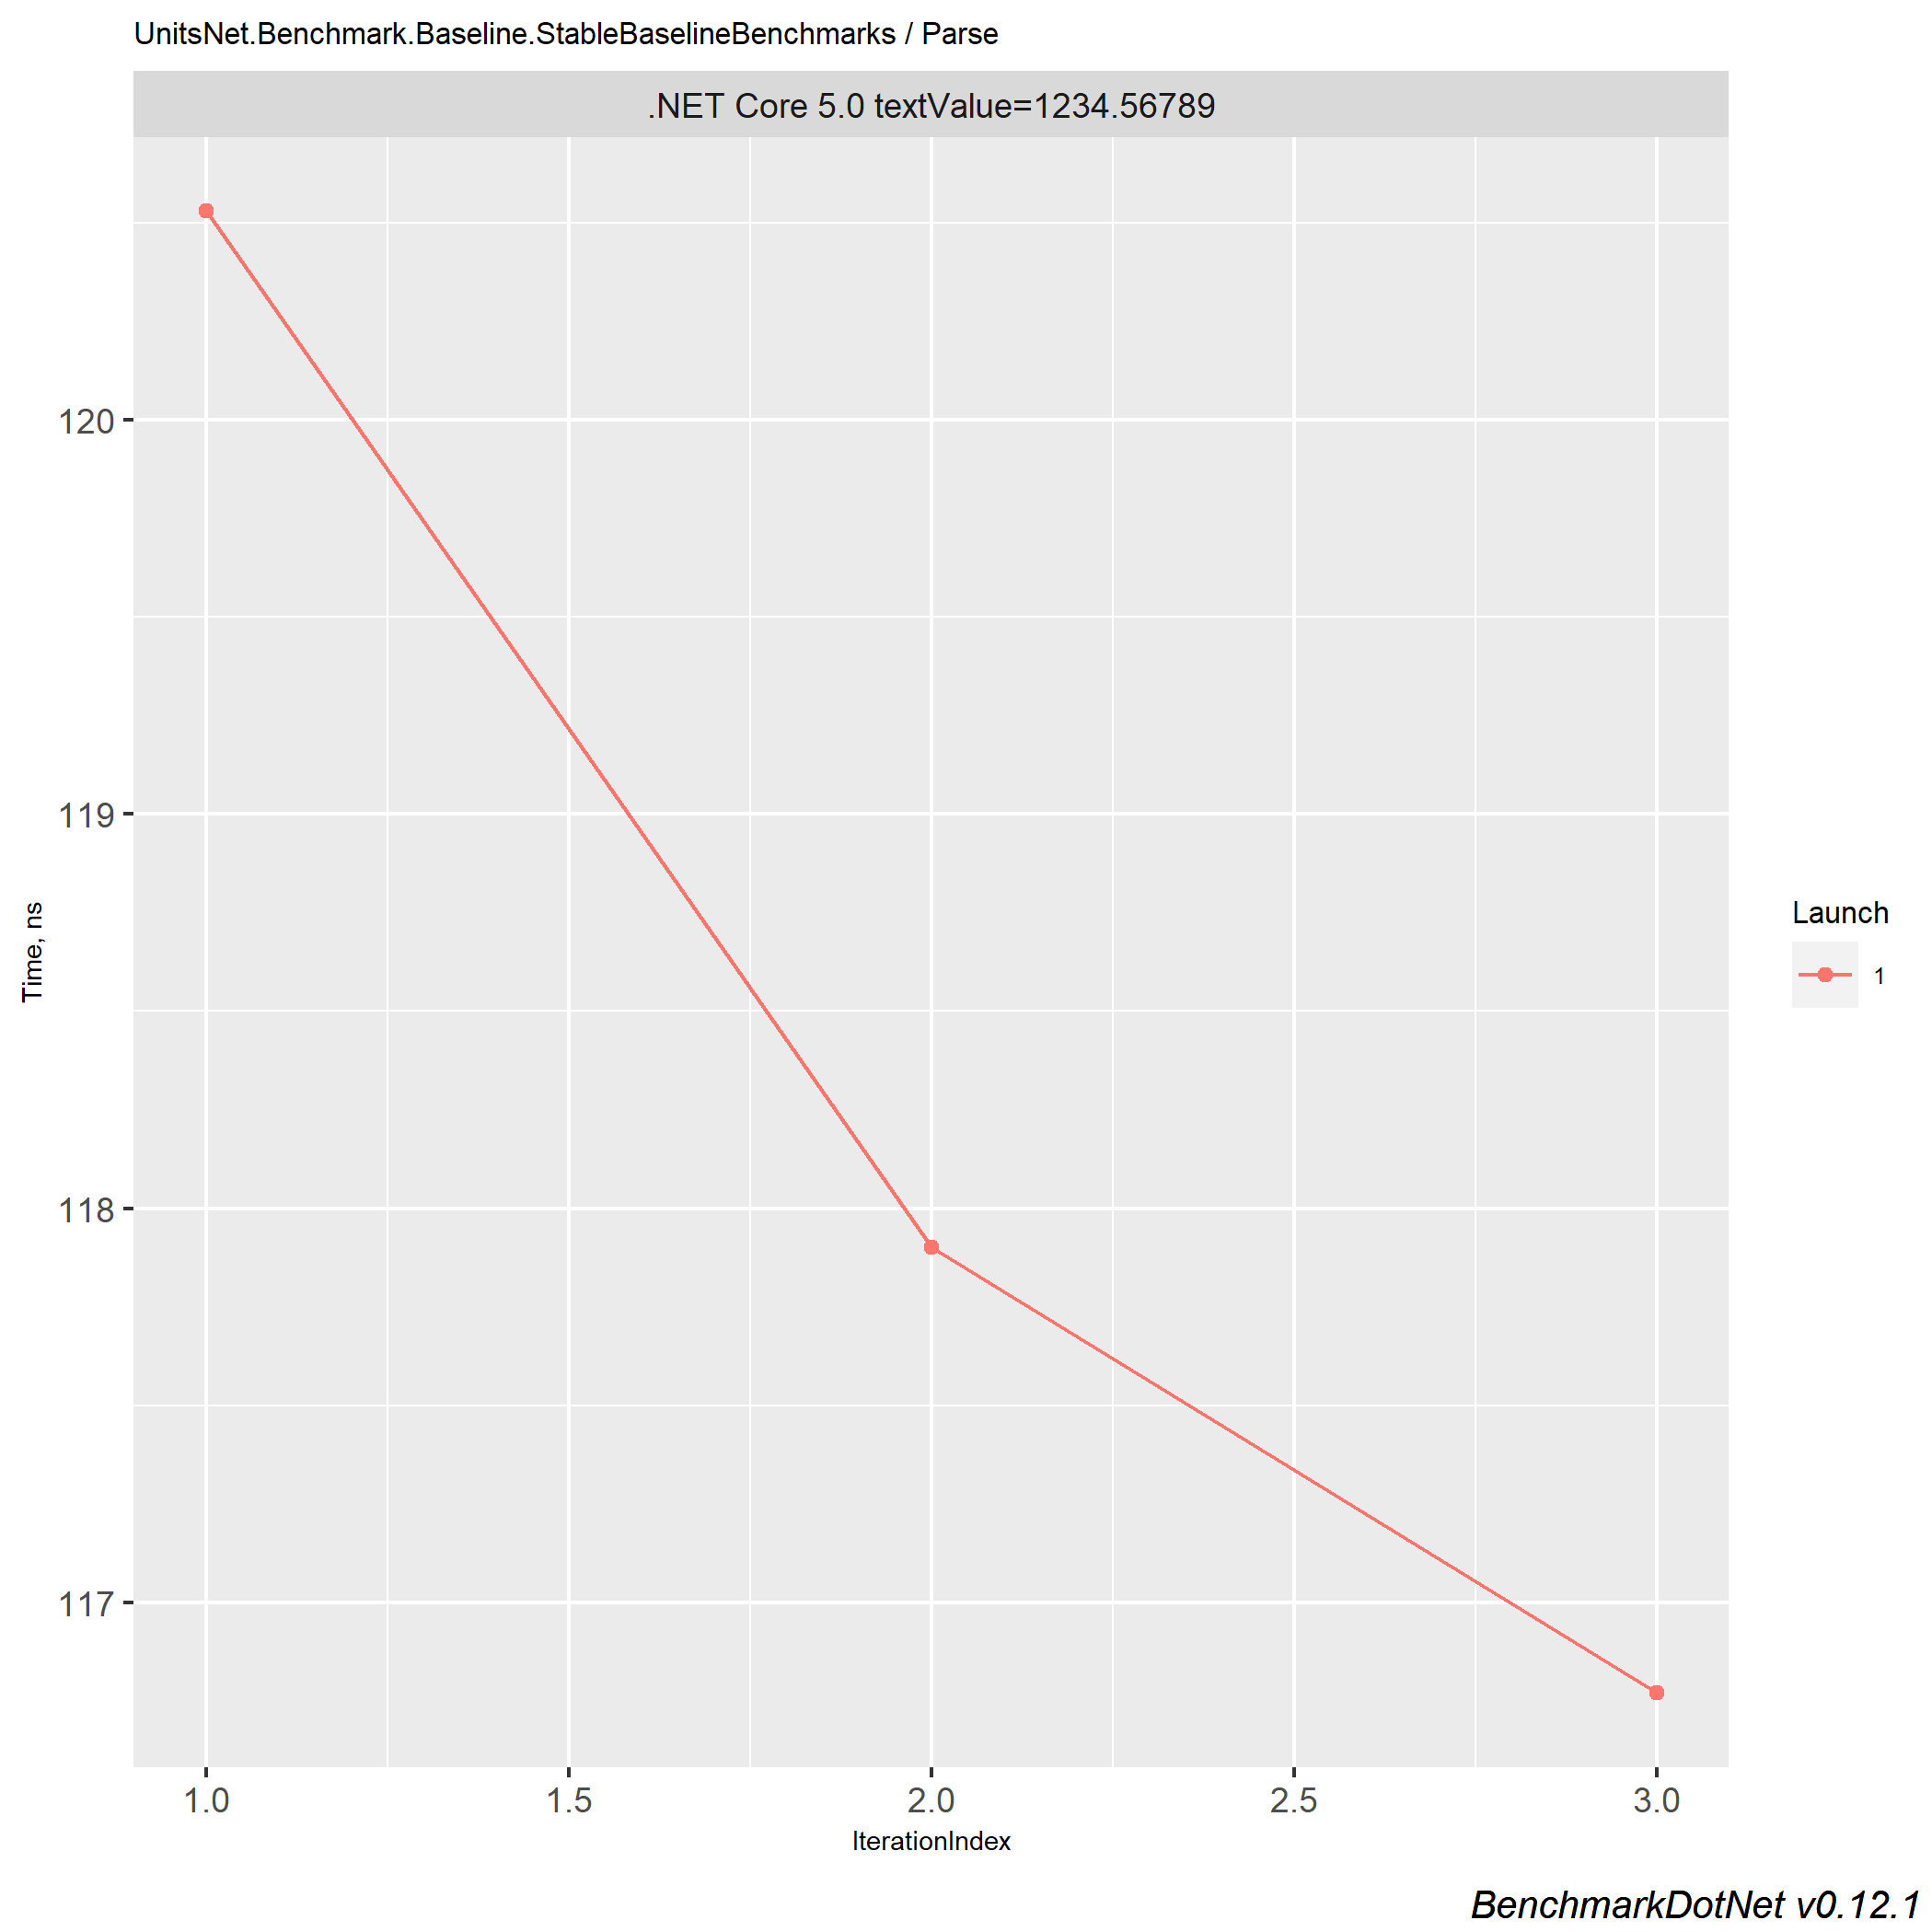 UnitsNet.Benchmark.Baseline.StableBaselineBenchmarks / Parse
.NET Core 5.0 textValue=1234.56789
120
119
118
117
Time, ns
1.0 1.5 2.0 2.5 3.0
IterationIndex
Launch
1
BenchmarkDotNet v0.12.1